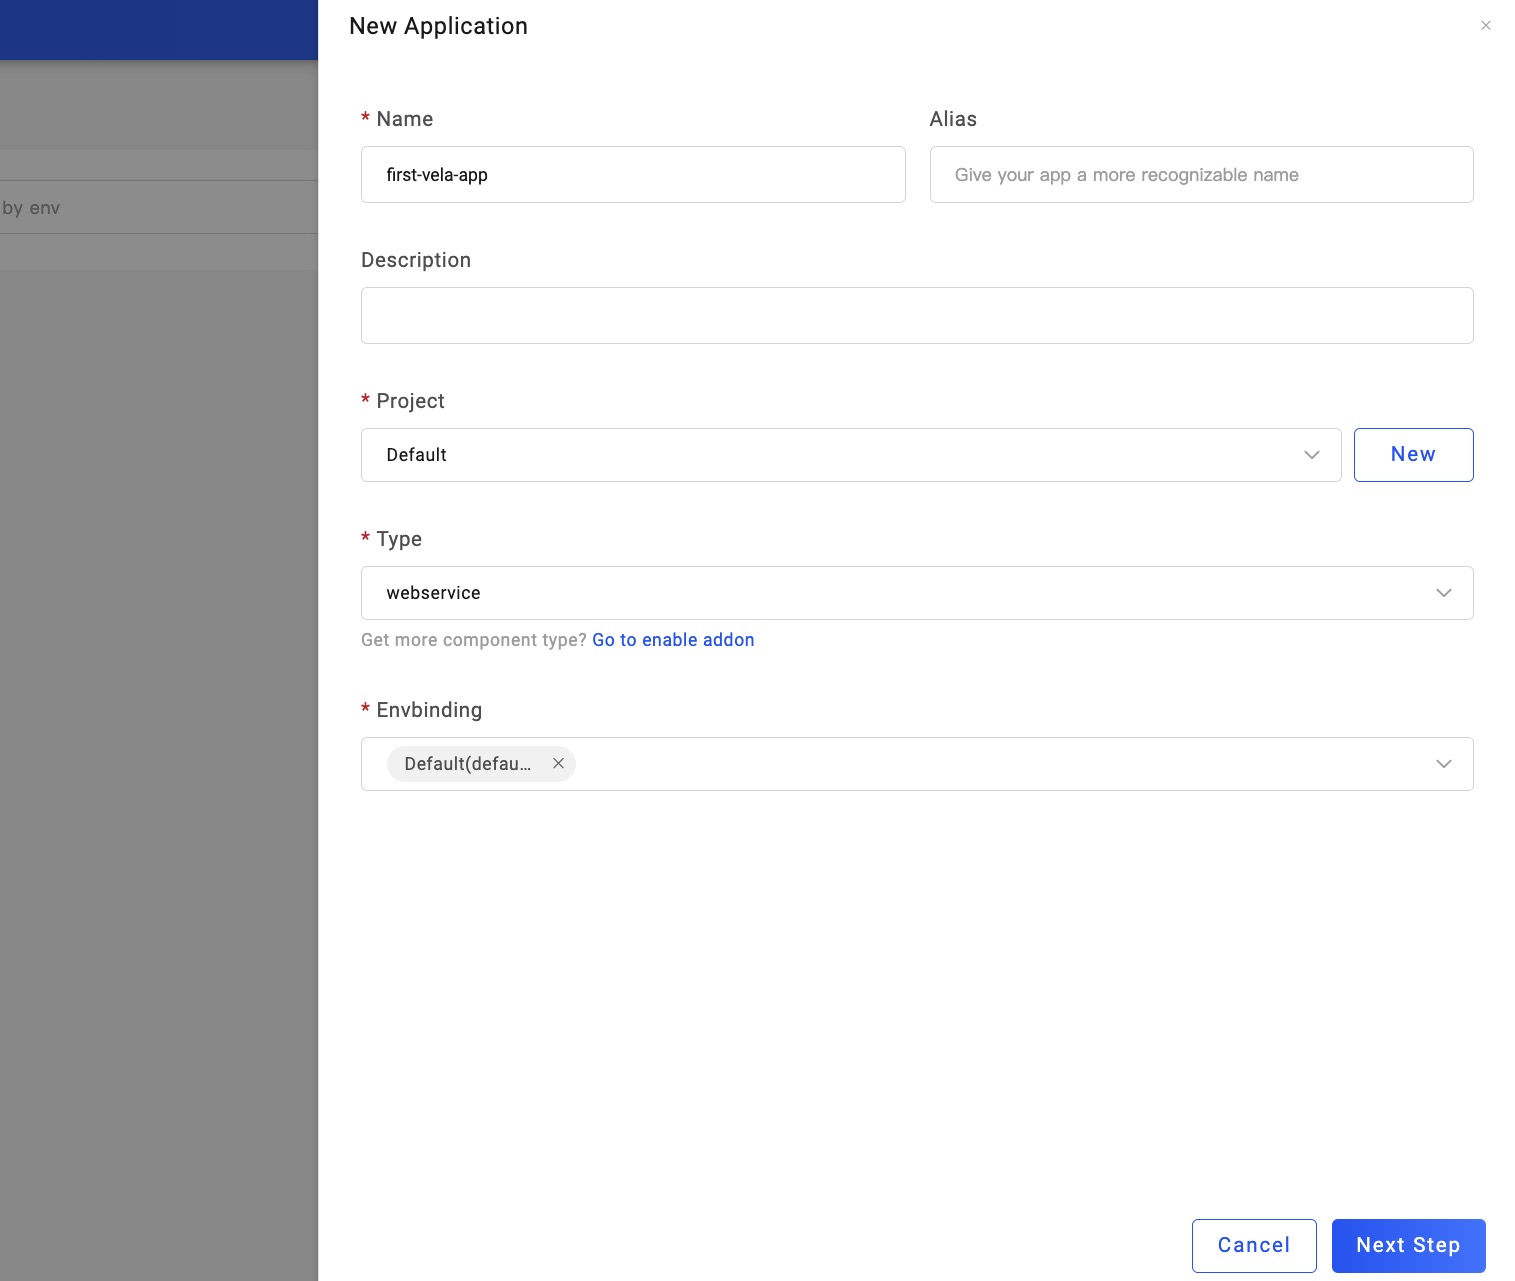 New Application
by env
* Name
Alias
first-vela-app
Give your app a more recognizable name
Description
* Project
Default
New
* Type
webservice
Get more component type? Go to enable addon
* Envbinding
Default(defau...
Cancel
Next Step